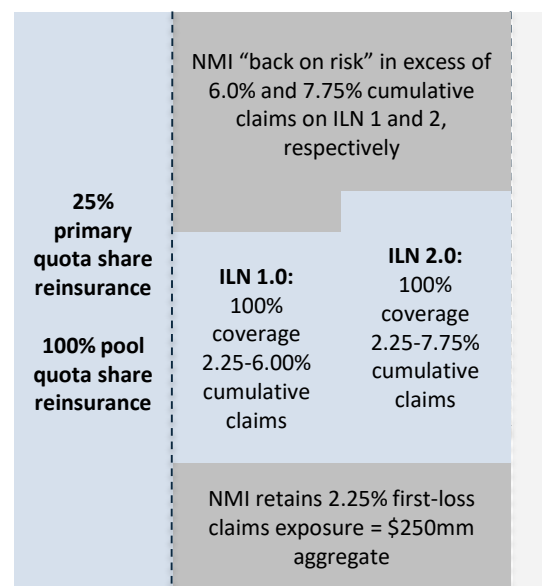 NMI “back on risk” in excess of
6.0% and 7.75% cumulative
claims on ILN 1 and 2,
respectively
25%
primary
quota share
reinsurance
100% pool
quota share
reinsurance
ILN 1.0:
100%
coverage
2.25-6.00%
cumulative
claims
ILN 2.0:
100%
coverage
2.25-7.75%
cumulative
claims
NMI retains 2.25% first-loss
claims exposure = $250mm
aggregate